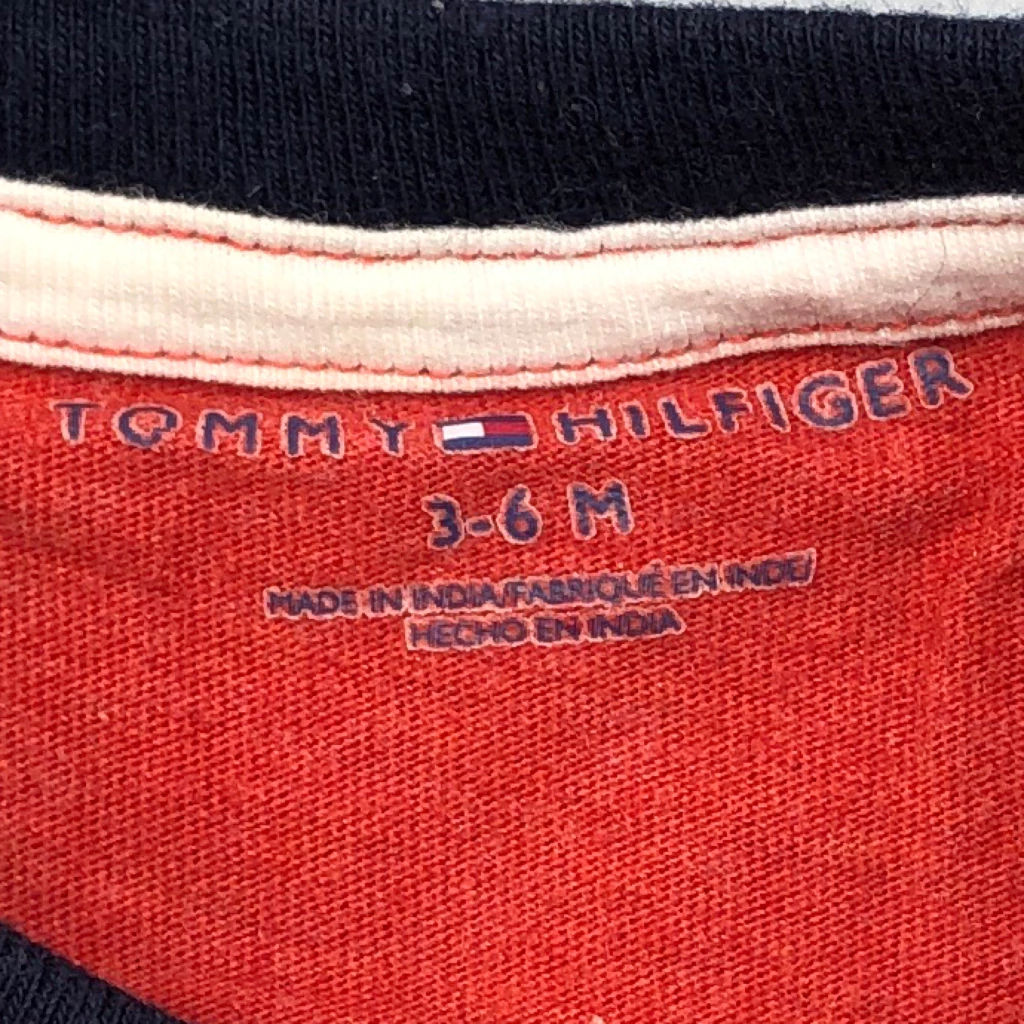 TOMMY HILFIGER
3-6 M
MADE IN INDIA/FABRIQUÉ EN INDE/
HECHO EN INDIA